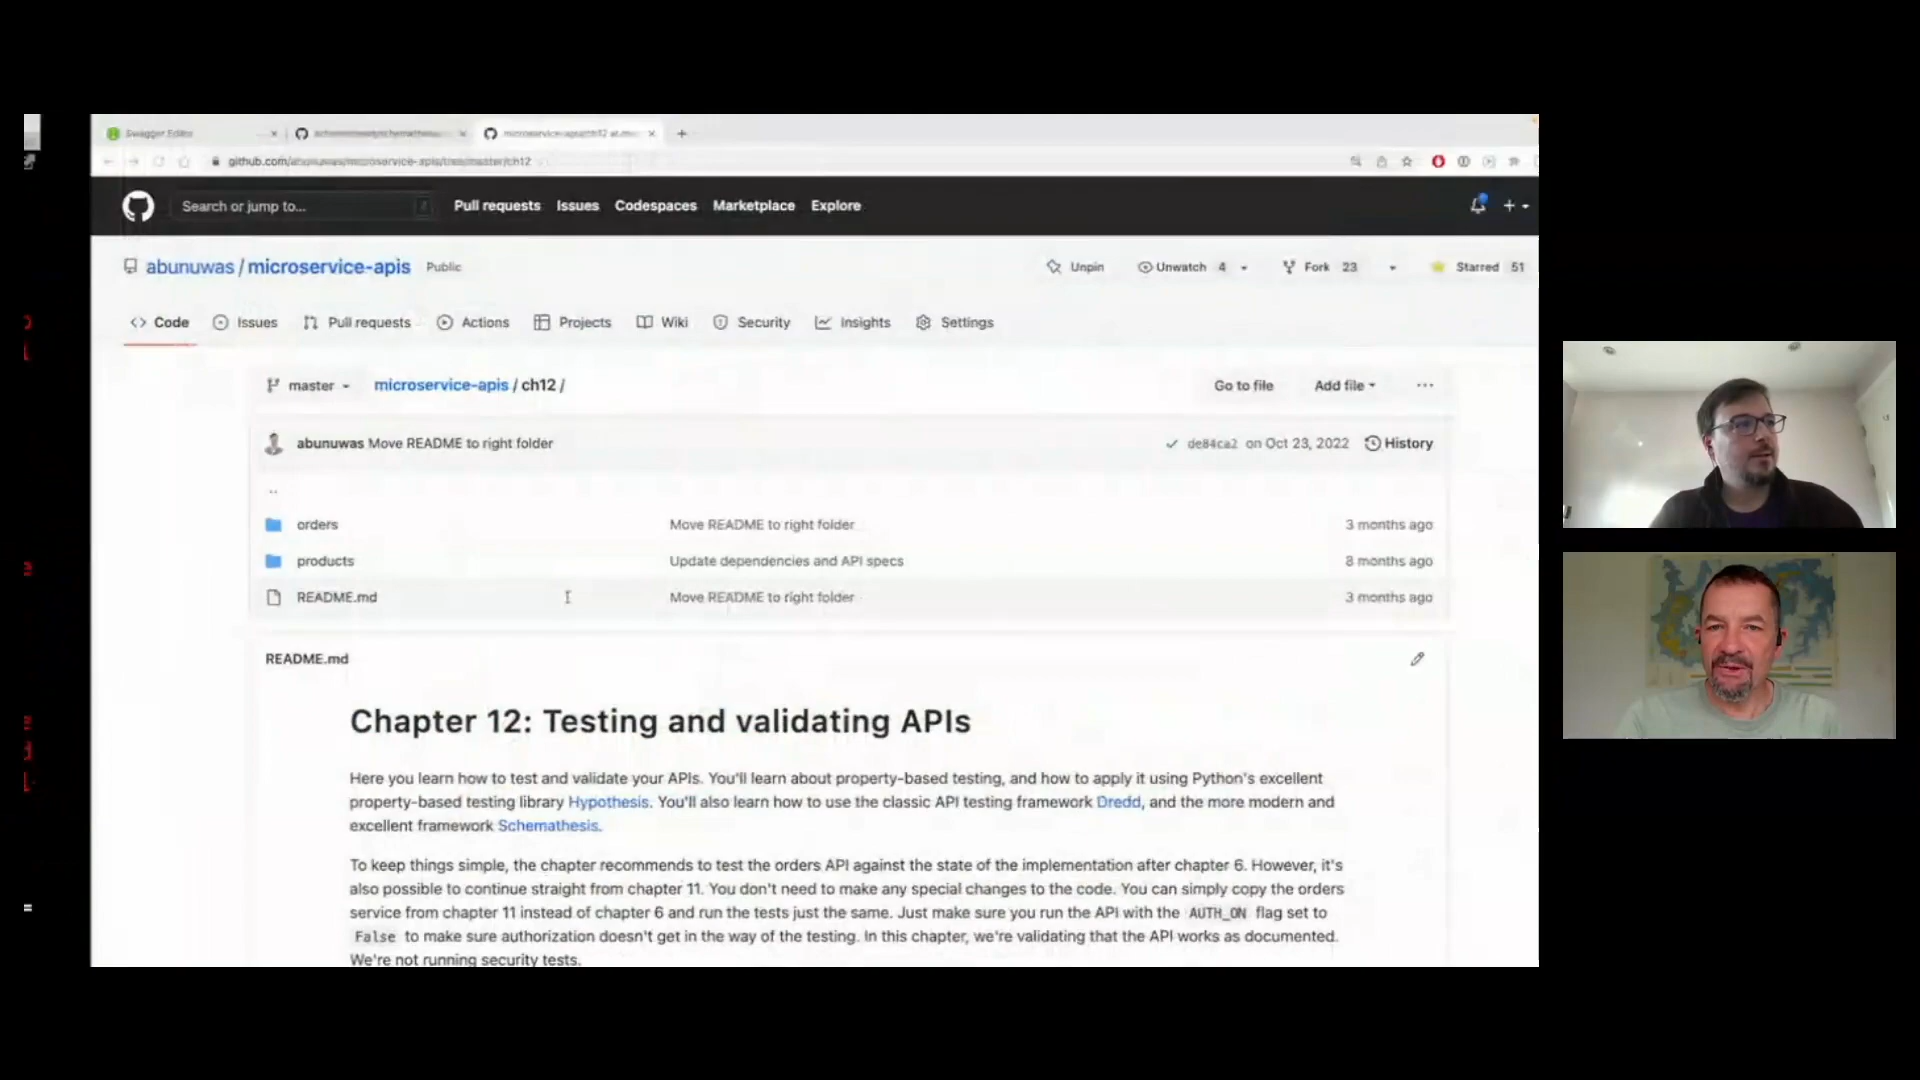 Swagger Editor
github.com/abunuwas/microservice-apis/tree/master/ch12
Search or jump to... /
Pull requests Issues Codespaces Marketplace Explore
abunuwas / microservice-apis Public
Unpin Unwatch 4 Fork 23 Starred 51
Code Issues Pull requests Actions Projects Wiki Security Insights Settings
master microservice-apis / ch12 / Go to file Add file ...
abunuwas Move README to right folder de84ca2 on Oct 23, 2022 History
..
orders Move README to right folder 3 months ago
products Update dependencies and API specs 8 months ago
README.md Move README to right folder 3 months ago
README.md
Chapter 12: Testing and validating APIs
Here you learn how to test and validate your APIs. You'll learn about property-based testing, and how to apply it using Python's excellent
property-based testing library Hypothesis. You'll also learn how to use the classic API testing framework Dredd, and the more modern and
excellent framework Schemathesis.
To keep things simple, the chapter recommends to test the orders API against the state of the implementation after chapter 6. However, it's
also possible to continue straight from chapter 11. You don't need to make any special changes to the code. You can simply copy the orders
service from chapter 11 instead of chapter 6 and run the tests just the same. Just make sure you run the API with the AUTH_ON flag set to
False to make sure authorization doesn't get in the way of the testing. In this chapter, we're validating that the API works as documented.
We're not running security tests.